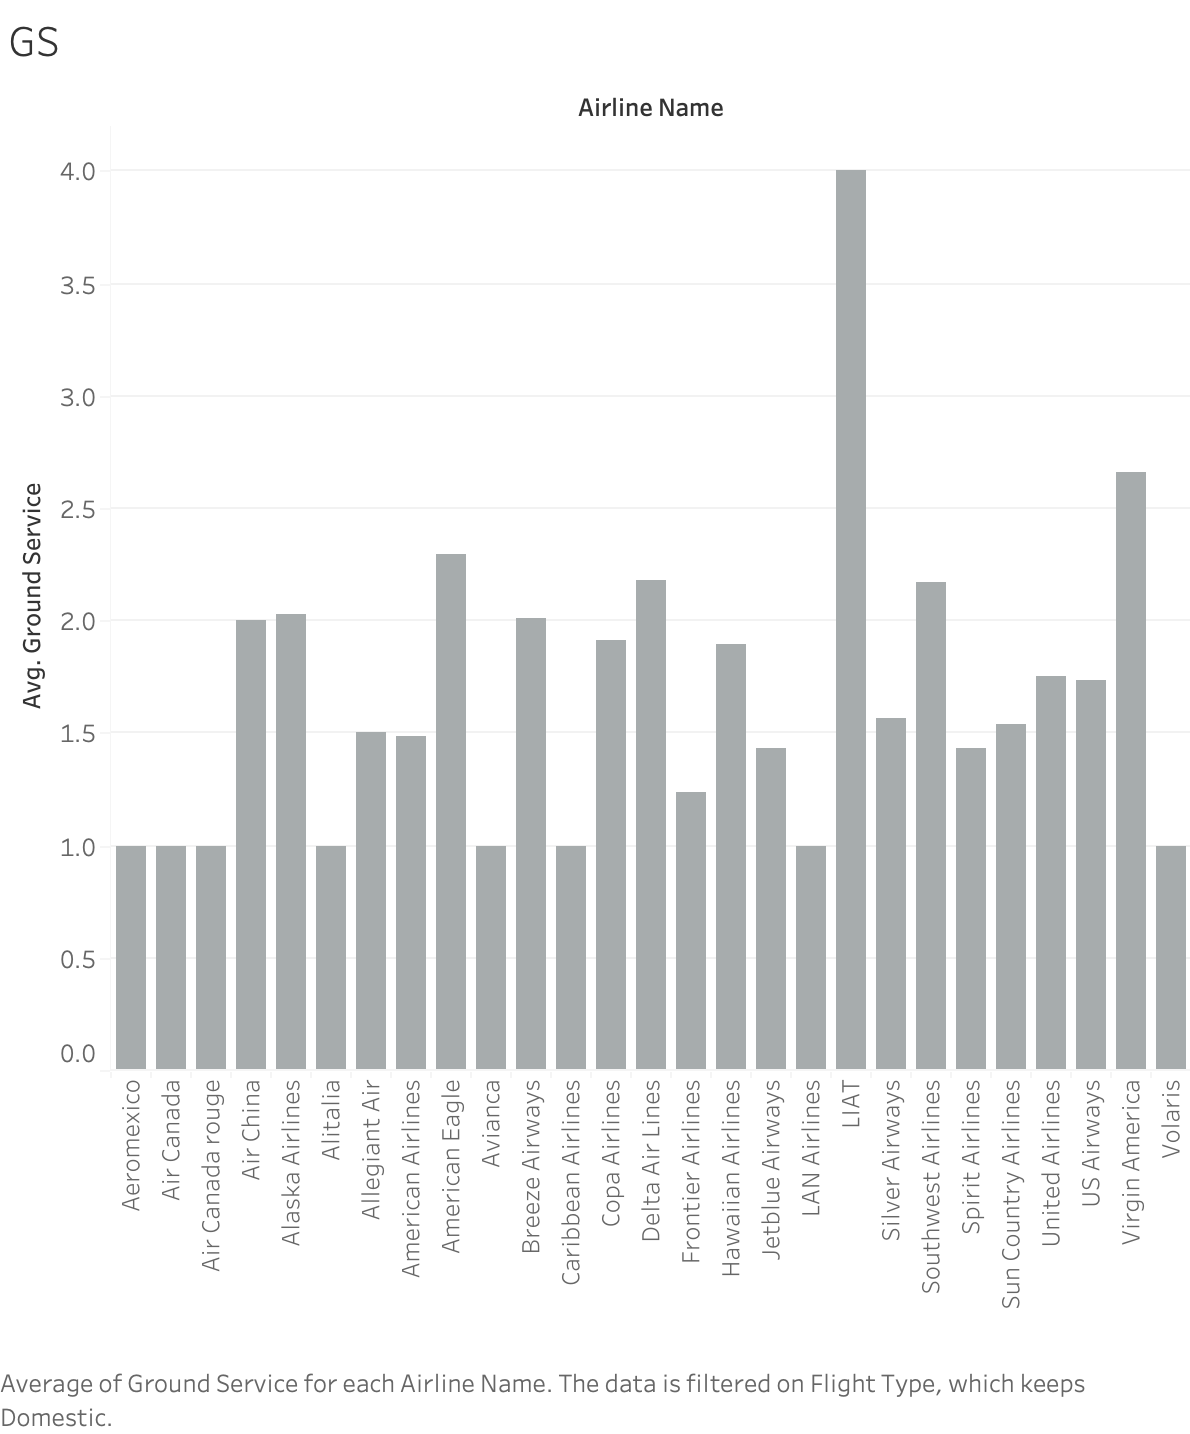 GS
Airline Name
4.0
3.5
3.0
2.5
2.0
1.5
1.0
0.5
0.0
Avg. Ground Service
Aeromexico
Air Canada
Air Canada rouge
Air China
Alaska Airlines
Alitalia
Allegiant Air
American Airlines
American Eagle
Avianca
Breeze Airways
Caribbean Airlines
Copa Airlines
Delta Air Lines
Frontier Airlines
Hawaiian Airlines
Jetblue Airways
LAN Airlines
LIAT
Silver Airways
Southwest Airlines
Spirit Airlines
Sun Country Airlines
United Airlines
US Airways
Virgin America
Volaris
Average of Ground Service for each Airline Name. The data is filtered on Flight Type, which keeps
Domestic.